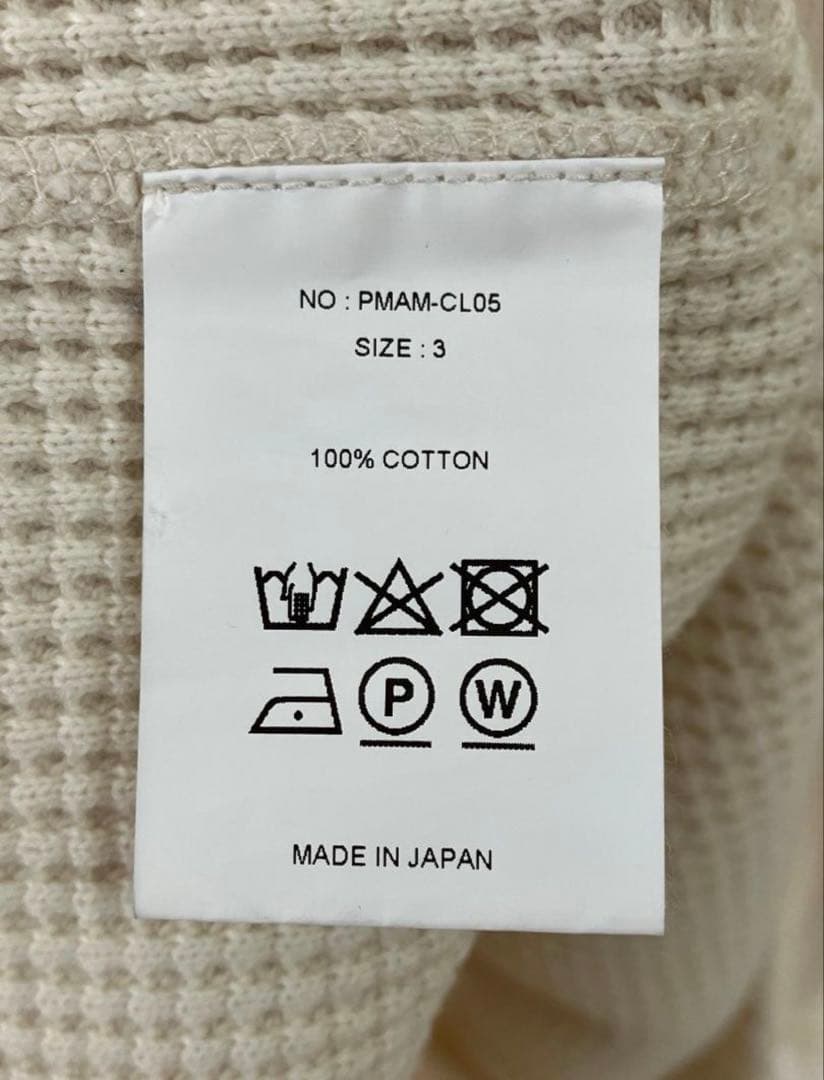 NO : PMAM-CL05
SIZE : 3
100% COTTON
P W
MADE IN JAPAN